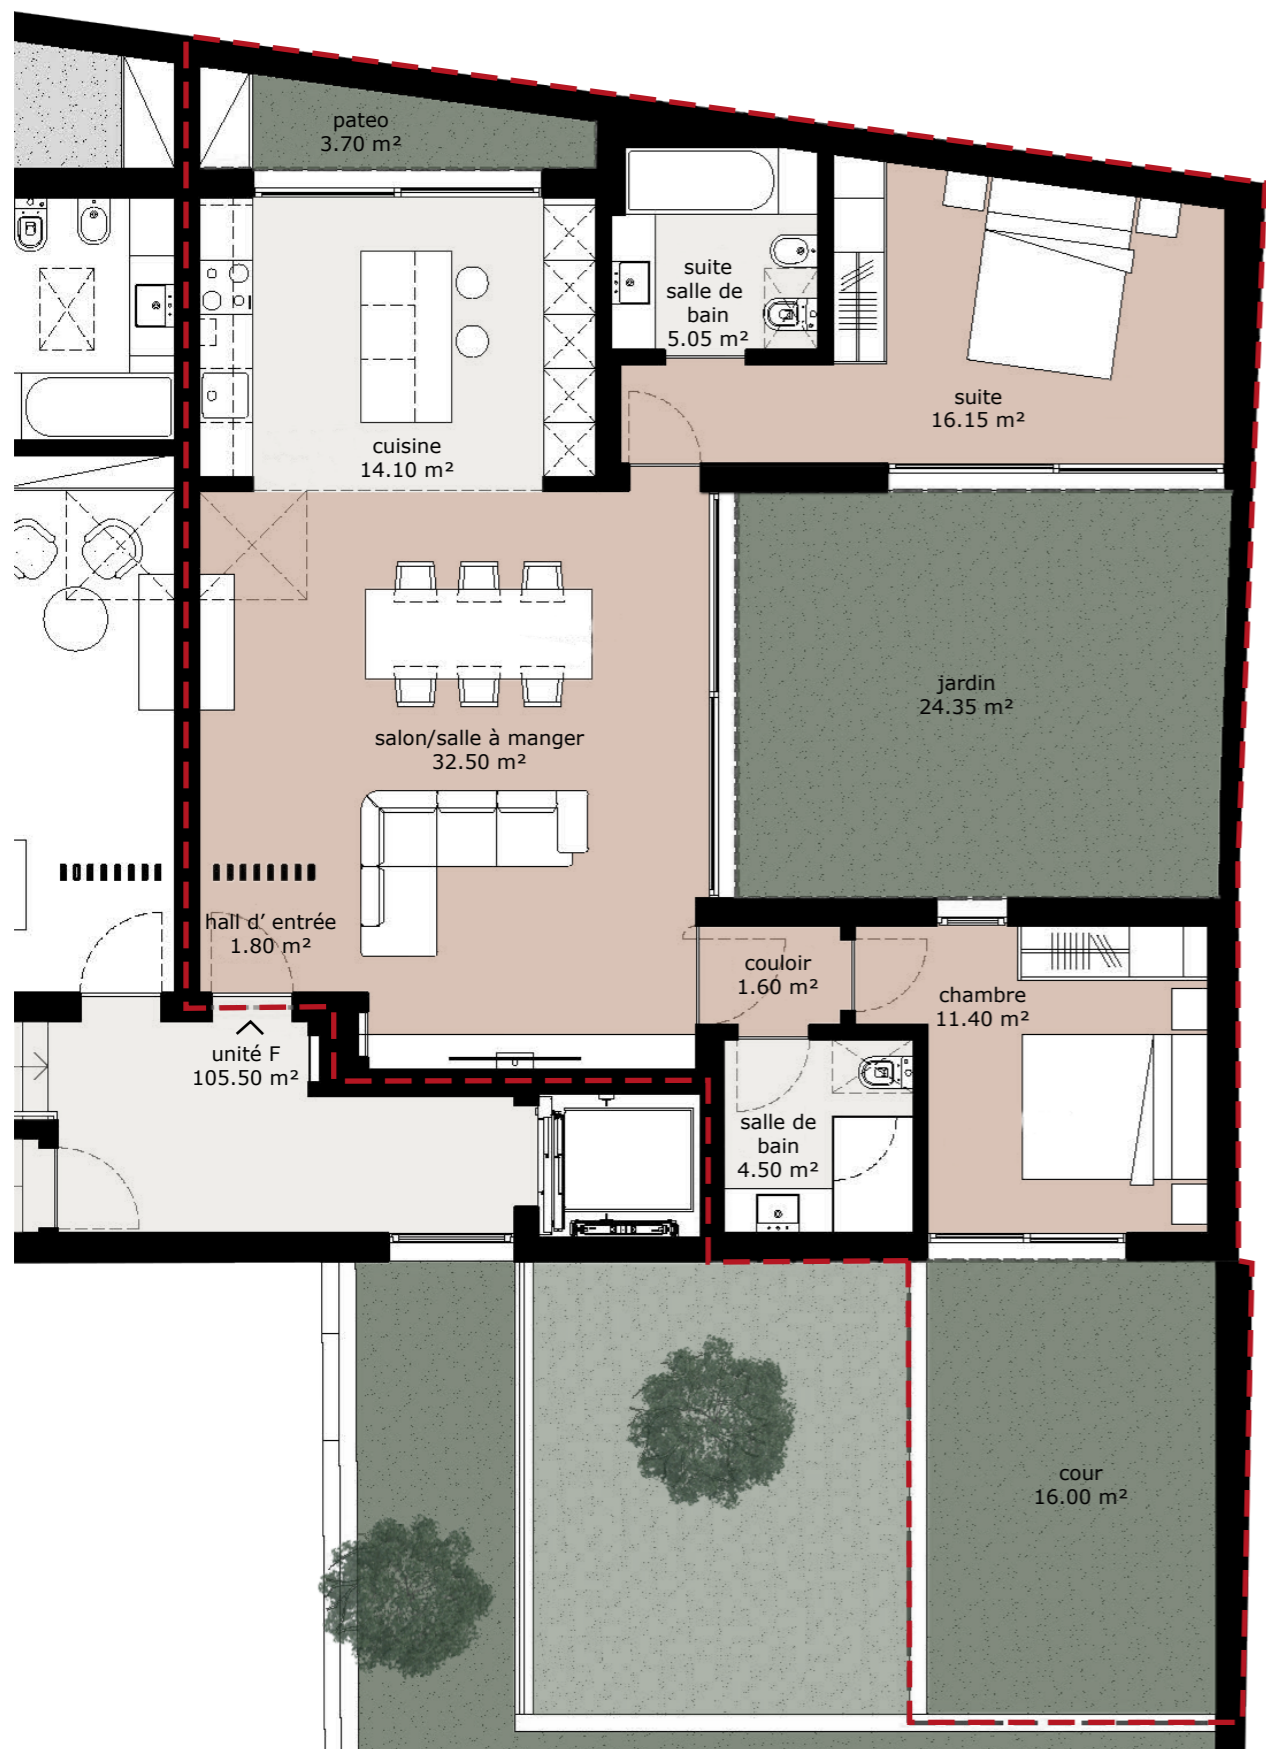 pateo
3.70 m²
suite
salle de
bain
5.05 m²
suite
16.15 m²
cuisine
14.10 m²
jardin
24.35 m²
salon/salle à manger
32.50 m²
hall d' entrée
1.80 m²
couloir
1.60 m²
chambre
11.40 m²
unité F
105.50 m²
salle de
bain
4.50 m²
cour
16.00 m²